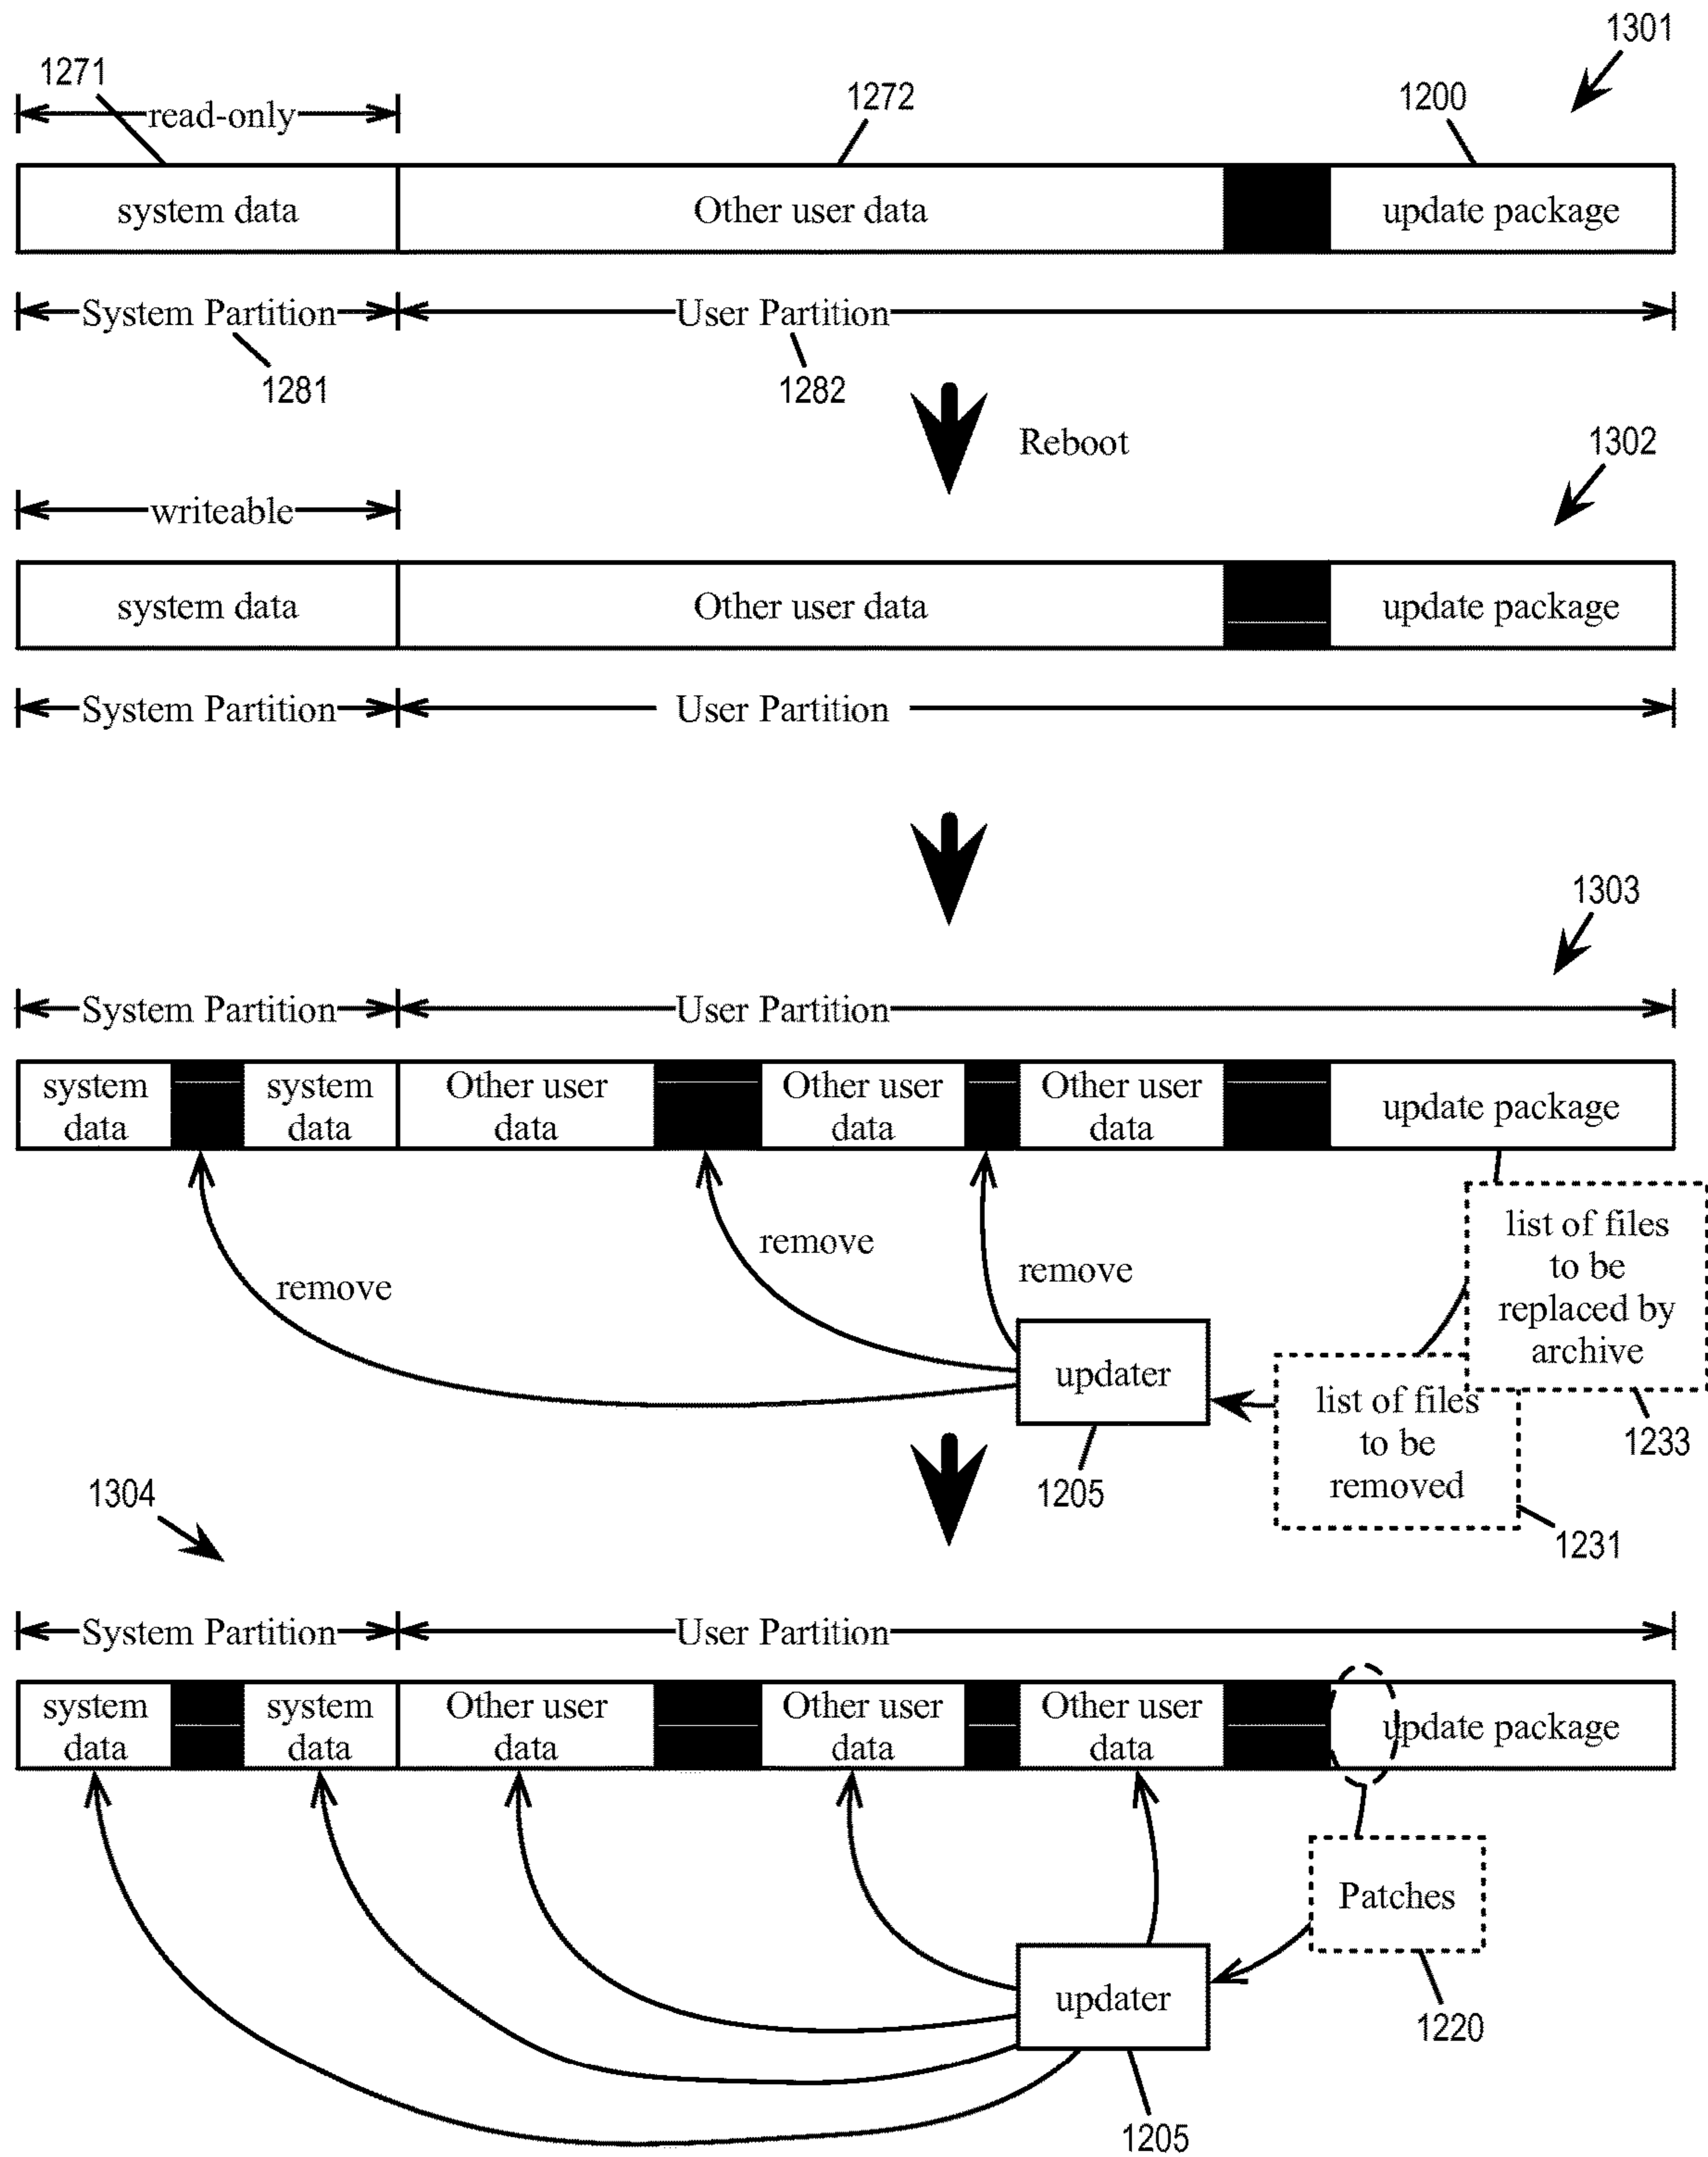 1301
1271
1272
1200
read-only
system data
Other user data
update package
System Partition
User Partition
1281
1282
Reboot
1302
writeable
system data
Other user data
update package
System Partition
User Partition
1303
System Partition
User Partition
system
data
system
data
Other user
data
Other user
data
Other user
data
update package
remove
remove
remove
list of files
to be
replaced by
archive
updater
list of files
to be
removed
1233
1205
1231
1304
System Partition
User Partition
system
data
system
data
Other user
data
Other user
data
Other user
data
update package
Patches
updater
1220
1205